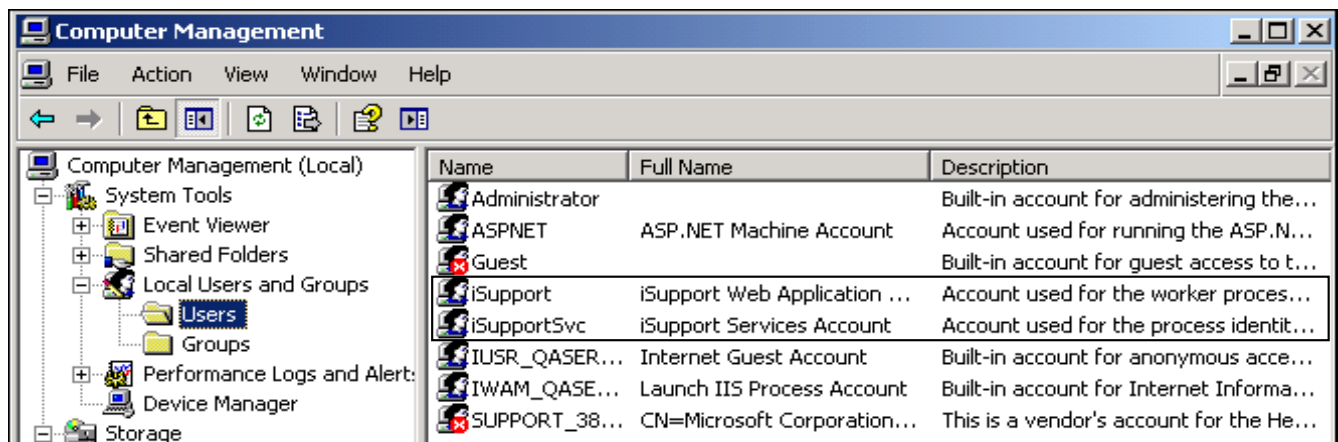 Computer Management
File Action View Window Help
Computer Management (Local)
System Tools
Event Viewer
Shared Folders
Local Users and Groups
Users
Groups
Performance Logs and Alert
Device Manager
Storage
Name Full Name Description
Administrator Built-in account for administering the...
ASPNET ASP.NET Machine Account Account used for running the ASP.N...
Guest Built-in account for guest access to t...
iSupport iSupport Web Application ... Account used for the worker proces...
iSupportSvc iSupport Services Account Account used for the process identit...
IUSR_QASER... Internet Guest Account Built-in account for anonymous acce...
IWAM_QASE... Launch IIS Process Account Built-in account for Internet Informa...
SUPPORT_38... CN=Microsoft Corporation... This is a vendor's account for the He...